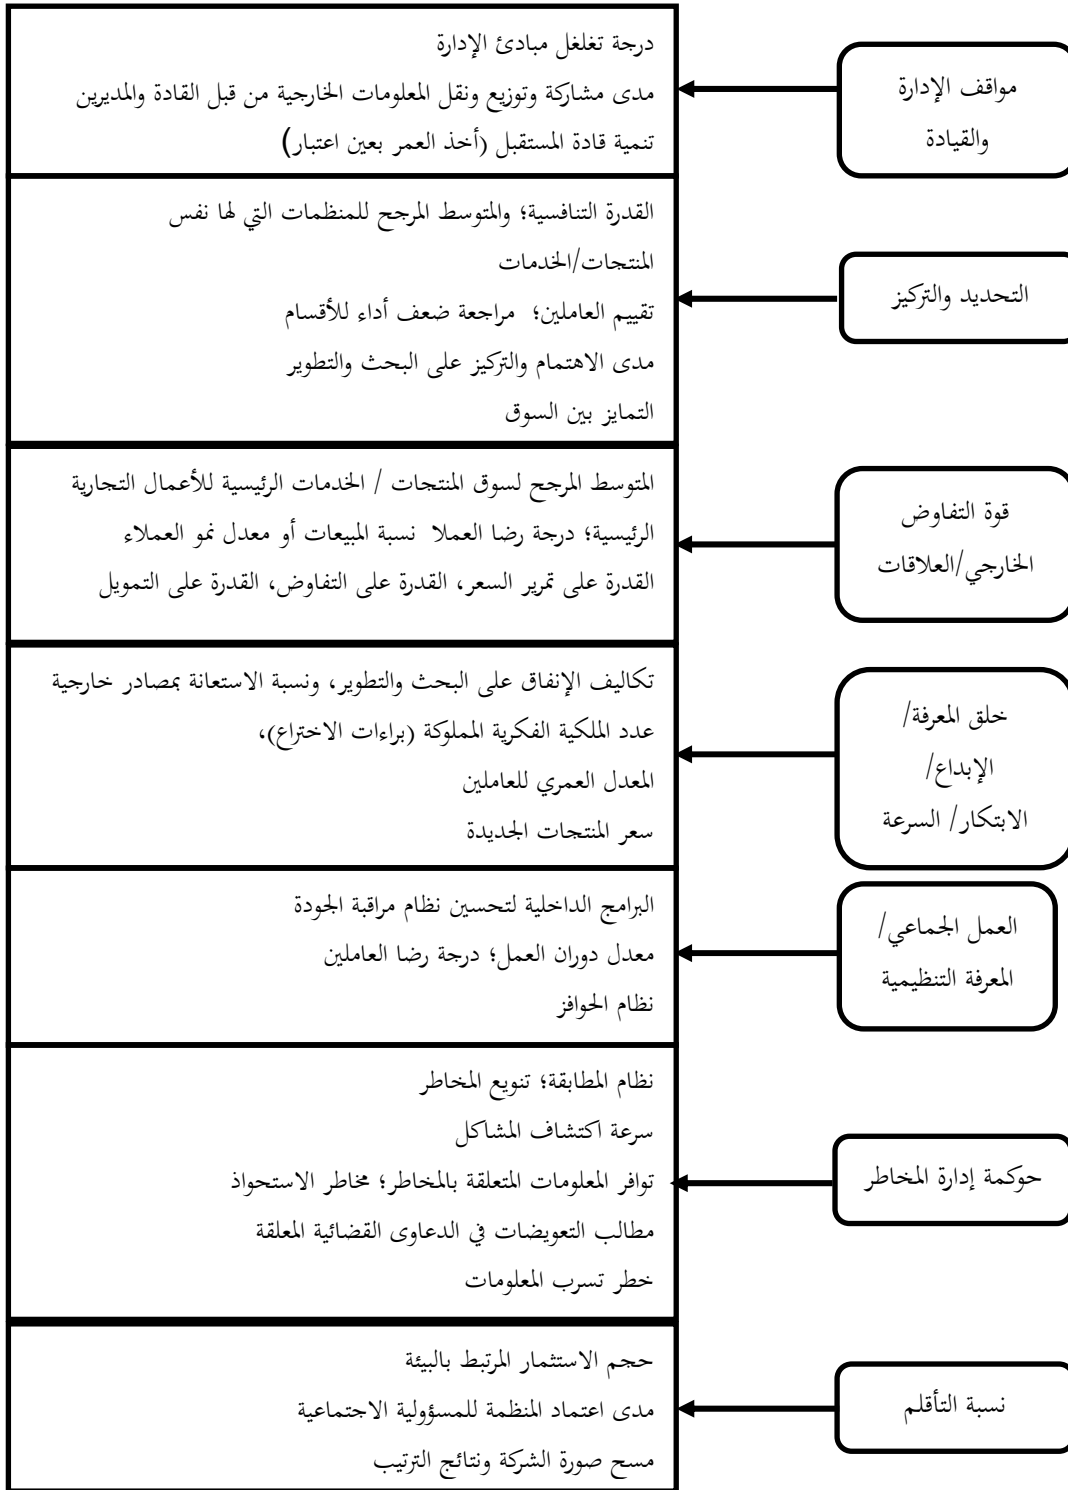 مواقف الإدارة
والقيادة
درجة تغلغل مبادئ الإدارة
مدى مشاركة وتوزيع ونقل المعلومات الخارجية من قبل القادة والمديرين
تنمية قادة المستقبل (أخذ العمر بعين اعتبار)
التحديد والتركيز
القدرة التنافسية؛ والمتوسط المرجح للمنظمات التي لها نفس
المنتجات/الخدمات
تقييم العاملين؛ مراجعة ضعف أداء للأقسام
مدى الاهتمام والتركيز على البحث والتطوير
التمايز بين السوق
قوة التفاوض
الخارجي/العلاقات
المتوسط المرجح لسوق المنتجات / الخدمات الرئيسية للأعمال التجارية
الرئيسية؛ درجة رضا العملا نسبة المبيعات أو معدل نمو العملاء
القدرة على تمرير السعر، القدرة على التفاوض، القدرة على التمويل
خلق المعرفة/
الإبداع/
الابتكار/ السرعة
تكاليف الإنفاق على البحث والتطوير، ونسبة الاستعانة بمصادر خارجية
عدد الملكية الفكرية المملوكة (براءات الاختراع)،
المعدل العمري للعاملين
سعر المنتجات الجديدة
العمل الجماعي/
المعرفة التنظيمية
البرامج الداخلية لتحسين نظام مراقبة الجودة
معدل دوران العمل؛ درجة رضا العاملين
نظام الحوافز
حوكمة إدارة المخاطر
نظام المطابقة؛ تنويع المخاطر
سرعة اكتشاف المشاكل
توافر المعلومات المتعلقة بالمخاطر؛ مخاطر الاستحواذ
مطالب التعويضات في الدعاوى القضائية المعلقة
خطر تسرب المعلومات
نسبة التأقلم
حجم الاستثمار المرتبط بالبيئة
مدى اعتماد المنظمة للمسؤولية الاجتماعية
مسح صورة الشركة ونتائج الترتيب